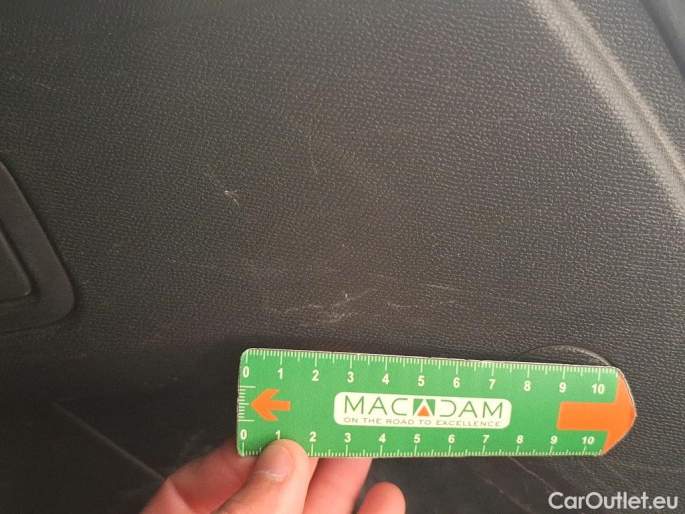 0 1 2 3 4 5 6 7 8 9 10
MACADAM
ON THE ROAD TO EXCELLENCE
0 1 2 3 4 5 6 7 8 9 10
CarOutlet.eu